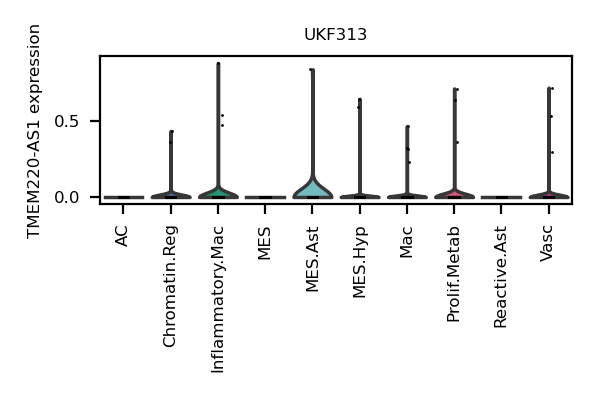 UKF313
TMEM220-AS1 expression
0.5
0.0
AC
Chromatin.Reg
Inflammatory.Mac
MES
MES.Ast
MES.Hyp
Mac
Prolif.Metab
Reactive.Ast
Vasc